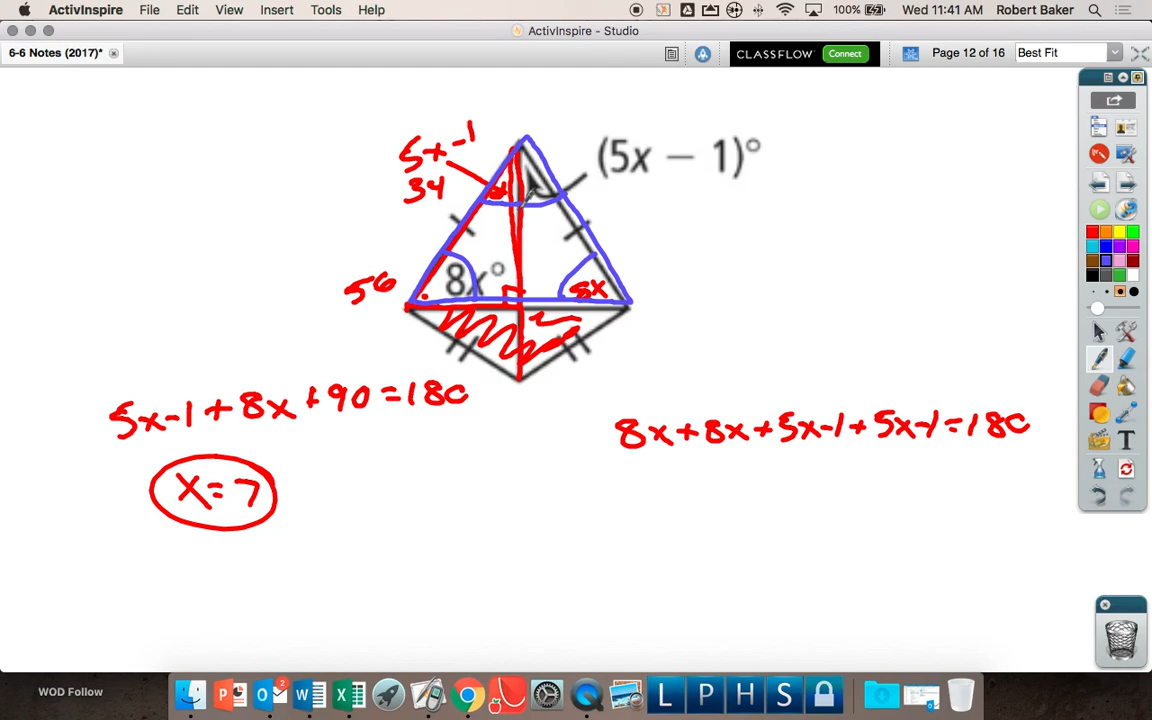 ActivInspire File Edit View Insert Tools Help 100% Wed 11:41 AM Robert Baker
ActivInspire - Studio
6-6 Notes (2017)* CLASSFLOW Connect Page 12 of 16 Best Fit
5x-1
(5x − 1)°
34
8x°
8x
56
5x-1+8x+90=180
8x+8x+5x-1+5x-1=180
x=7
T
WOD Follow
2
P
W
X
L P H S